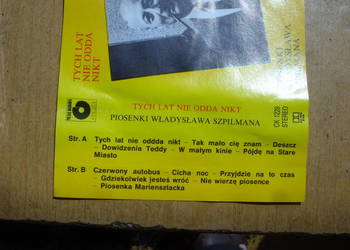 TYCH LAT
NIE ODDA
NIKT
TYCH LAT NIE ODDA NIKT
PIOSENKI WŁADYSŁAWA SZPILMANA
CK 1229
STEREO
Str. A Tych lat nie oddda nikt – Tak mało cię znam – Deszcz
– Dowidzenia Teddy – W małym kinie – Pójdę na Stare
Miasto
Str. B Czerwony autobus – Cicha noc – Przyjdzie na to czas
– Gdziekolwiek jesteś wróć – Nie wierzę piosence
– Piosenka Mariensztacka